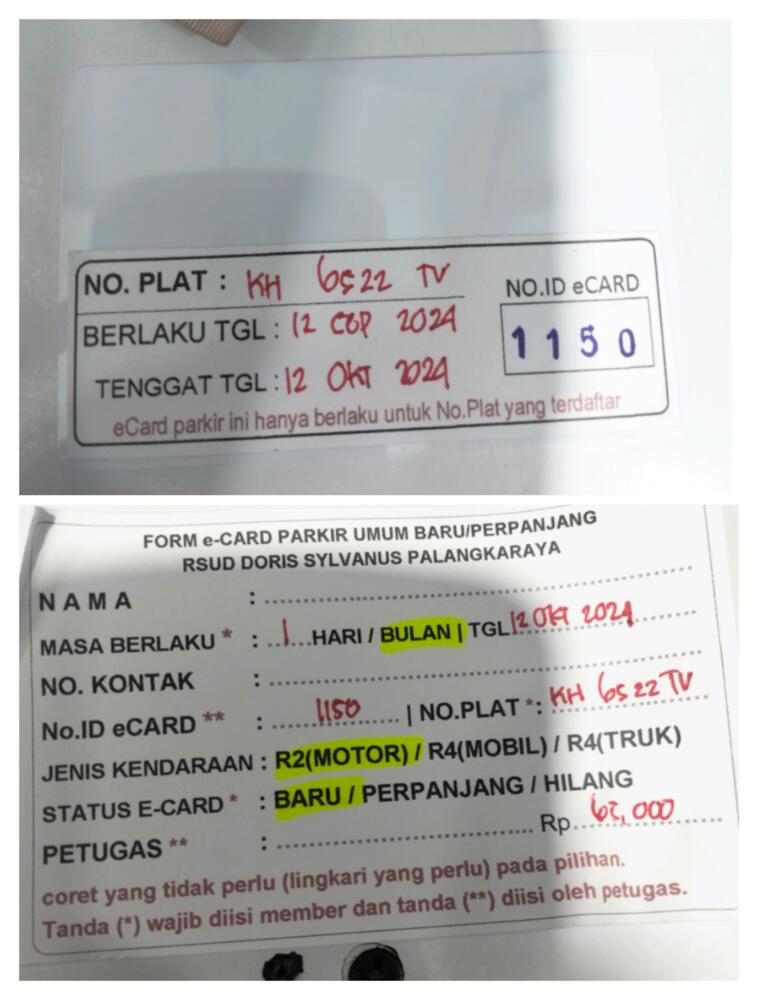 NO. PLAT : KH 6522 TV
NO.ID eCARD
BERLAKU TGL : 12 SEP 2024
1150
TENGGAT TGL : 12 OKT 2024
eCard parkir ini hanya berlaku untuk No.Plat yang terdaftar
FORM e-CARD PARKIR UMUM BARU/PERPANJANG
RSUD DORIS SYLVANUS PALANGKARAYA
N A M A :
MASA BERLAKU * : 1 HARI / BULAN | TGL 12 OKT 2024
NO. KONTAK :
No.ID eCARD ** : 1150 | NO.PLAT *: KH 6522 TV
JENIS KENDARAAN : R2(MOTOR) / R4(MOBIL) / R4(TRUK)
STATUS E-CARD * : BARU / PERPANJANG / HILANG
PETUGAS ** : Rp
coret yang tidak perlu (lingkari yang perlu) pada pilihan.
Tanda (*) wajib diisi member dan tanda (**) diisi oleh petugas.